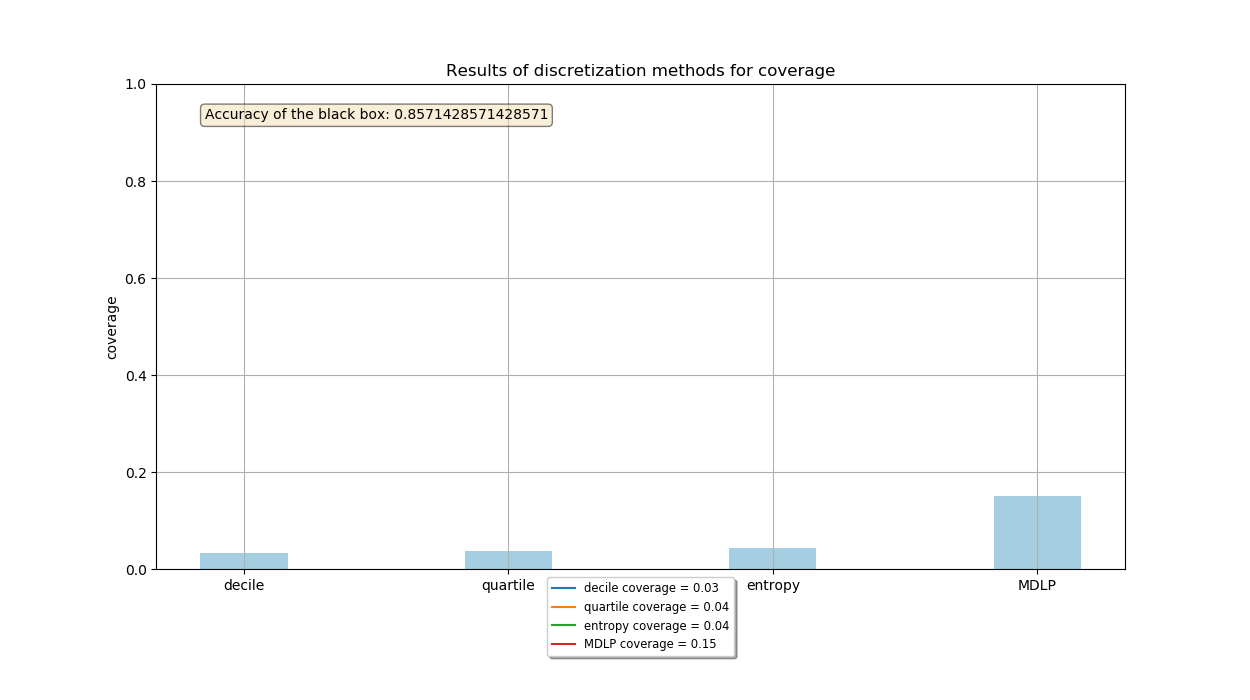 Results of discretization methods for coverage
Accuracy of the black box: 0.8571428571428571
1.0
0.8
0.6
0.4
0.2
0.0
coverage
decile
quartile
entropy
MDLP
decile coverage = 0.03
quartile coverage = 0.04
entropy coverage = 0.04
MDLP coverage = 0.15